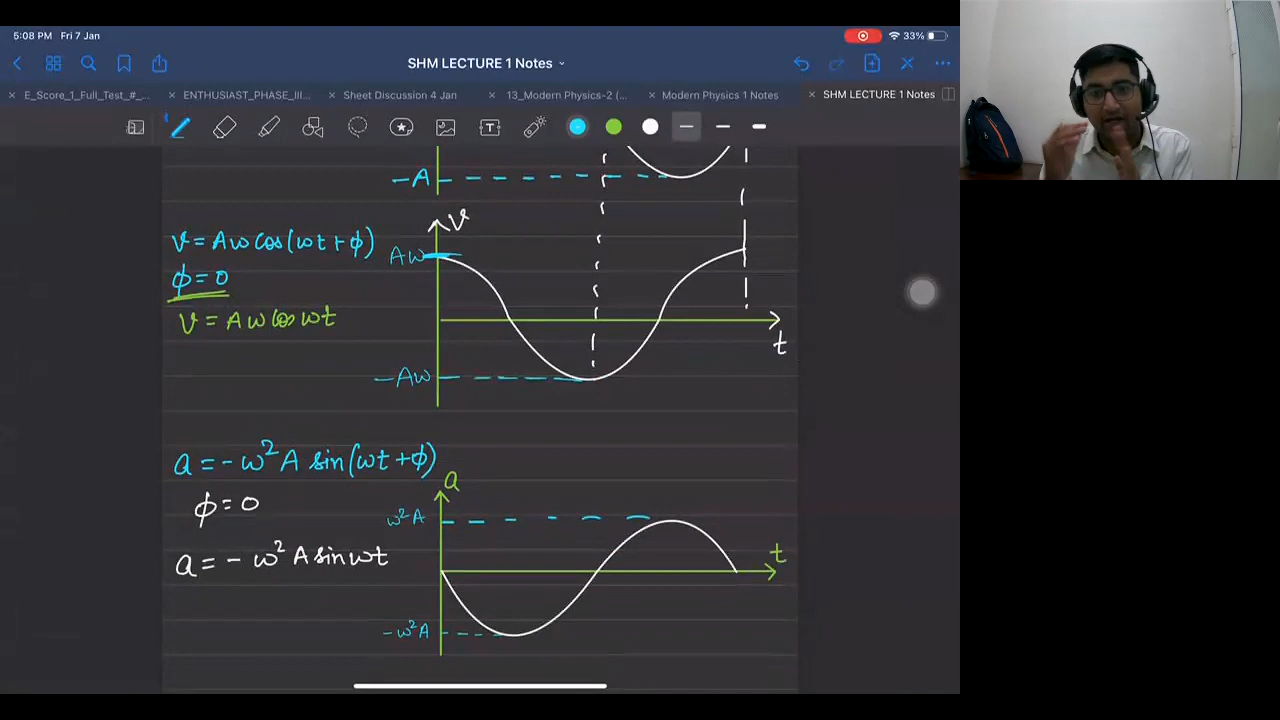 5:08 PM Fri 7 Jan
33%
SHM LECTURE 1 Notes
E_Score_1_Full_Test_#_...
ENTHUSIAST_PHASE_III...
Sheet Discussion 4 Jan
13_Modern Physics-2 (...
Modern Physics 1 Notes
SHM LECTURE 1 Notes
-A
v
v = Aω cos(ωt + ϕ)
Aω
ϕ = 0
v = Aω cos ωt
t
-Aω
a = -ω²A sin(ωt + ϕ)
a
ϕ = 0
ω²A
a = -ω²A sin ωt
t
-ω²A